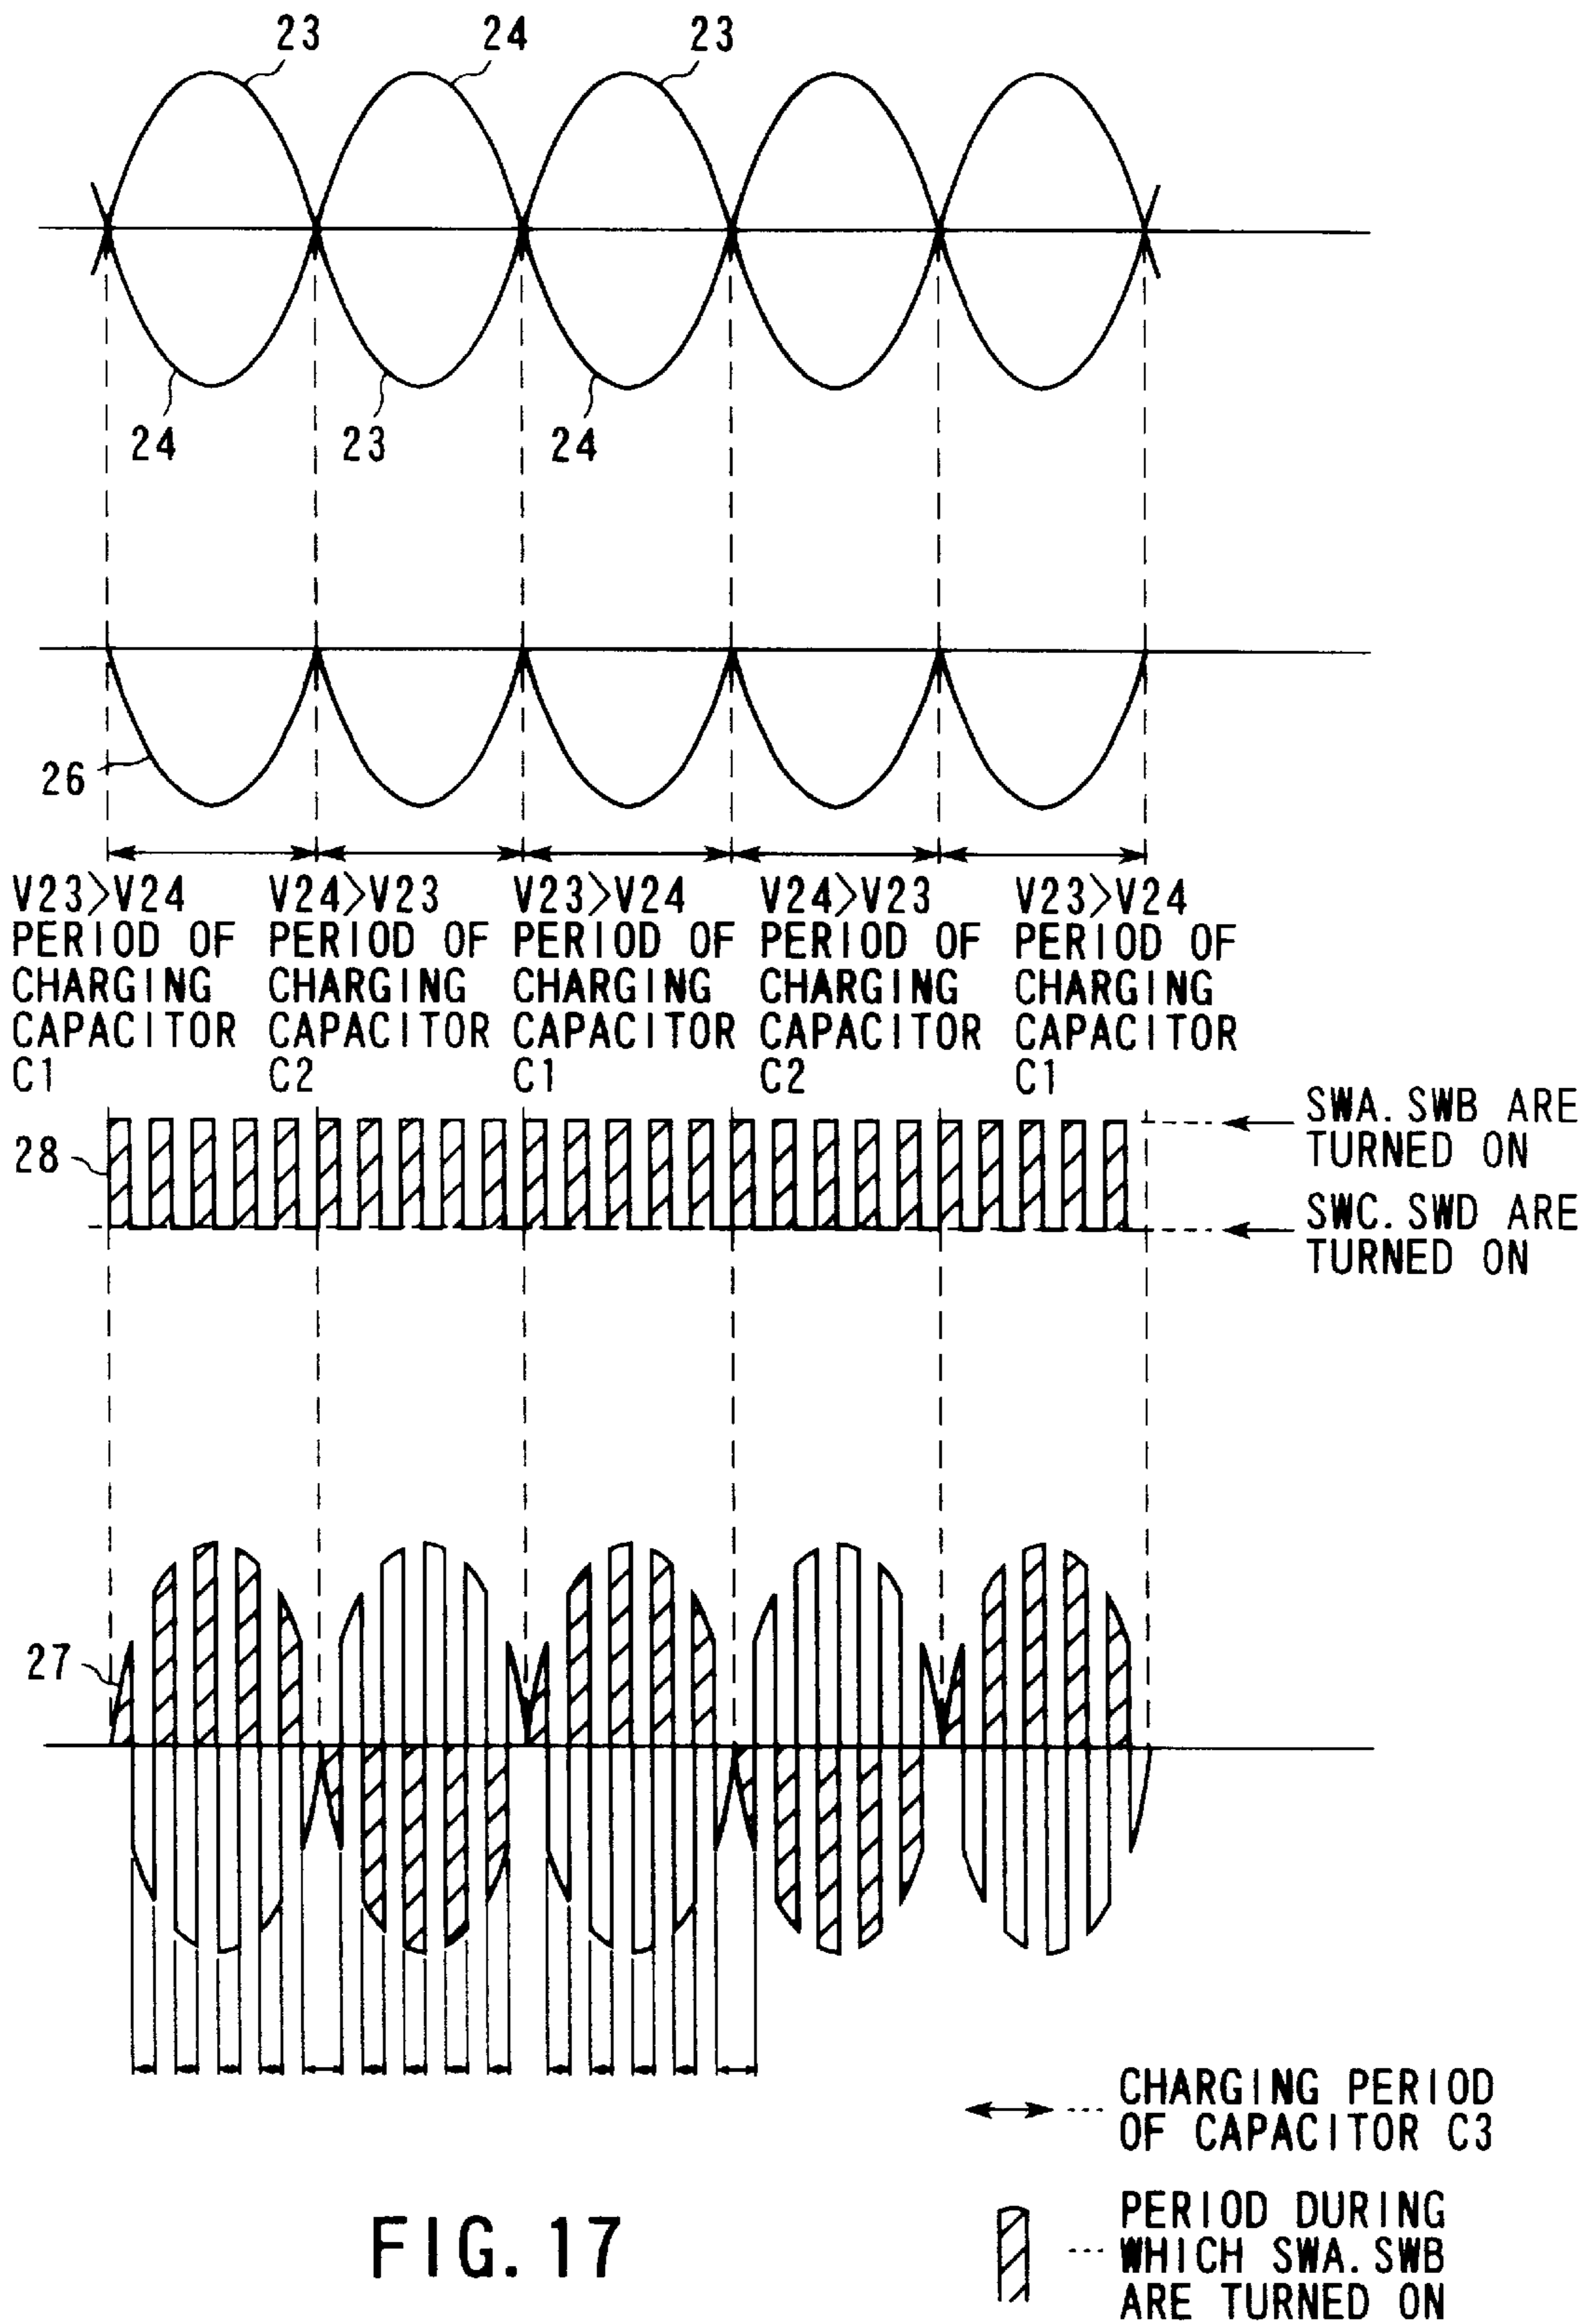 23
24
23
24
23
24
26
V23>V24
PERIOD OF
CHARGING
CAPACITOR
C1
V24>V23
PERIOD OF
CHARGING
CAPACITOR
C2
V23>V24
PERIOD OF
CHARGING
CAPACITOR
C1
V24>V23
PERIOD OF
CHARGING
CAPACITOR
C2
V23>V24
PERIOD OF
CHARGING
CAPACITOR
C1
28
SWA.SWB ARE
TURNED ON
SWC.SWD ARE
TURNED ON
27
CHARGING PERIOD
OF CAPACITOR C3
PERIOD DURING
WHICH SWA.SWB
ARE TURNED ON
FIG.17